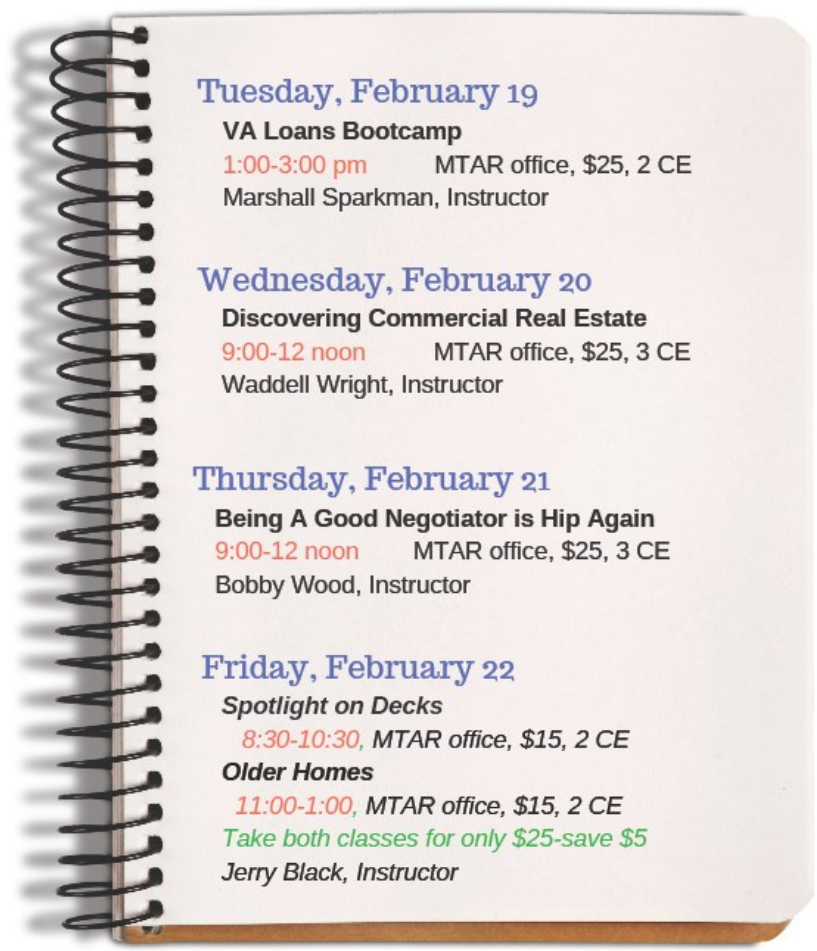 Tuesday, February 19
VA Loans Bootcamp
1:00-3:00 pm MTAR office, $25, 2 CE
Marshall Sparkman, Instructor
Wednesday, February 20
Discovering Commercial Real Estate
9:00-12 noon MTAR office, $25, 3 CE
Waddell Wright, Instructor
Thursday, February 21
Being A Good Negotiator is Hip Again
9:00-12 noon MTAR office, $25, 3 CE
Bobby Wood, Instructor
Friday, February 22
Spotlight on Decks
8:30-10:30, MTAR office, $15, 2 CE
Older Homes
11:00-1:00, MTAR office, $15, 2 CE
Take both classes for only $25-save $5
Jerry Black, Instructor